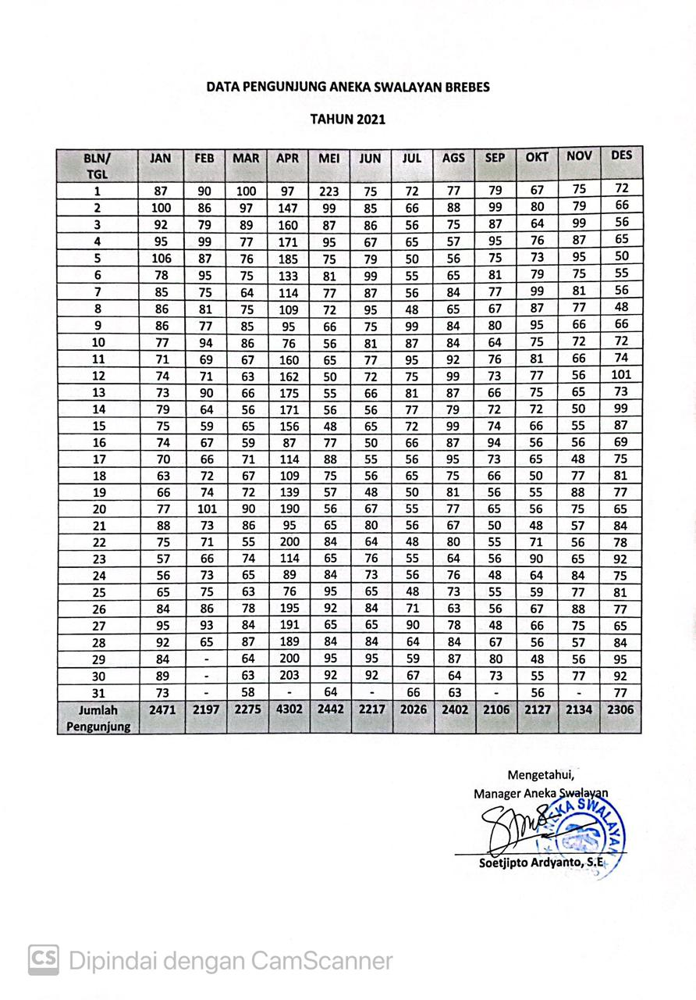 DATA PENGUNJUNG ANEKA SWALAYAN BREBES
TAHUN 2021
BLN/ TGL JAN FEB MAR APR MEI JUN JUL AGS SEP OKT NOV DES
1 87 90 100 97 223 75 72 77 79 67 75 72
2 100 86 97 147 99 85 66 88 99 80 79 66
3 92 79 89 160 87 86 56 75 87 64 99 56
4 95 99 77 171 95 67 65 57 95 76 87 65
5 106 87 76 185 75 79 50 56 75 73 95 50
6 78 95 75 133 81 99 55 65 81 79 75 55
7 85 75 64 114 77 87 56 84 77 99 81 56
8 86 81 75 109 72 95 48 65 67 87 77 48
9 86 77 85 95 66 75 99 84 80 95 66 66
10 77 94 86 76 56 81 87 84 64 75 72 72
11 71 69 67 160 65 77 95 92 76 81 66 74
12 74 71 63 162 50 72 75 99 73 77 56 101
13 73 90 66 175 55 66 81 87 66 75 65 73
14 79 64 56 171 56 56 77 79 72 72 50 99
15 75 59 65 156 48 65 72 99 74 66 55 87
16 74 67 59 87 77 50 66 87 94 56 56 69
17 70 66 71 114 88 55 56 95 73 65 48 75
18 63 72 67 109 75 56 65 75 66 50 77 81
19 66 74 72 139 57 48 50 81 56 55 88 77
20 77 101 90 190 56 67 55 77 65 56 75 65
21 88 73 86 95 65 80 56 67 50 48 57 84
22 75 71 55 200 84 64 48 80 55 71 56 78
23 57 66 74 114 65 76 55 64 56 90 65 92
24 56 73 65 89 84 73 56 76 48 64 84 75
25 65 75 63 76 95 65 48 73 55 59 77 81
26 84 86 78 195 92 84 71 63 56 67 88 77
27 95 93 84 191 65 65 90 78 48 66 75 65
28 92 65 87 189 84 84 64 84 67 56 57 84
29 84 - 64 200 95 95 59 87 80 48 56 95
30 89 - 63 203 92 92 67 64 73 55 77 92
31 73 - 58 - 64 - 66 63 - 56 - 77
Jumlah Pengunjung 2471 2197 2275 4302 2442 2217 2026 2402 2106 2127 2134 2306
Mengetahui,
Manager Aneka Swalayan
ANEKA SWALAYAN
Soetjipto Ardyanto, S.E
CS Dipindai dengan CamScanner